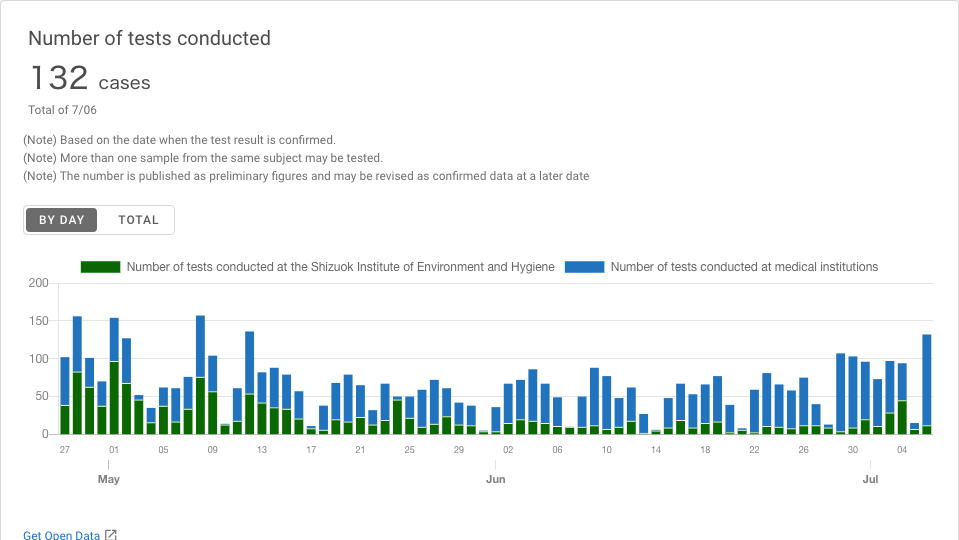 Number of tests conducted
132 cases
Total of 7/06
(Note) Based on the date when the test result is confirmed.
(Note) More than one sample from the same subject may be tested.
(Note) The number is published as preliminary figures and may be revised as confirmed data at a later date
BY DAY TOTAL
Number of tests conducted at the Shizuok Institute of Environment and Hygiene Number of tests conducted at medical institutions
200
150
100
50
0
27 01 05 09 13 17 21 25 29 02 06 10 14 18 22 26 30 04
May Jun Jul
Get Open Data